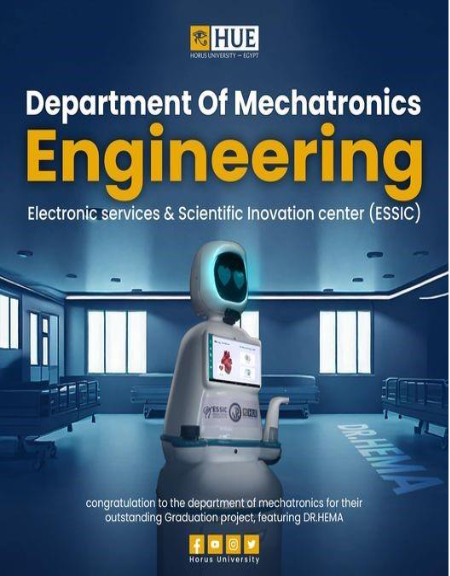 HUE
HORUS UNIVERSITY – EGYPT
Department Of Mechatronics
Engineering
Electronic services & Scientific Inovation center (ESSIC)
ESSIC
DR.HEMA
congratulation to the department of mechatronics for their
outstanding Graduation project, featuring DR.HEMA
Horus University